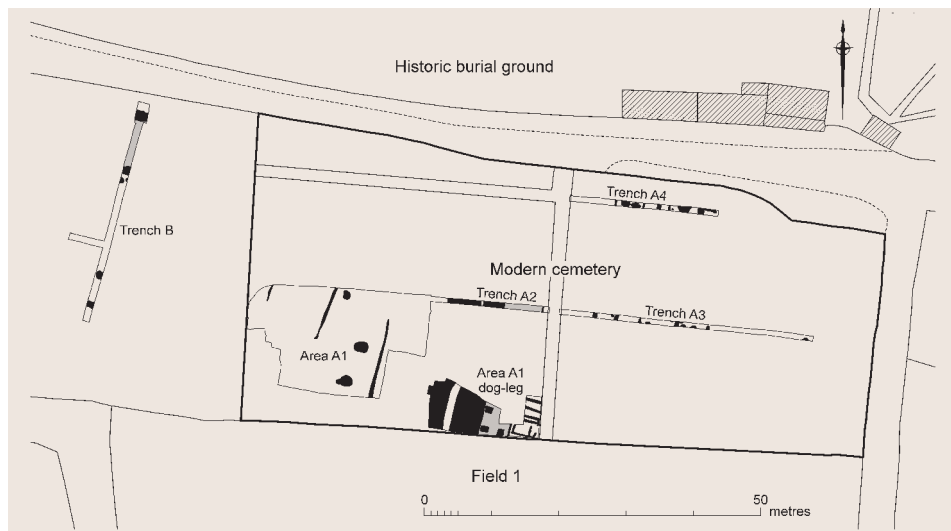 Historic burial ground
Trench A4
Trench B
Modern cemetery
Trench A2
Trench A3
Area A1
Area A1
dog-leg
Field 1
0
50
metres